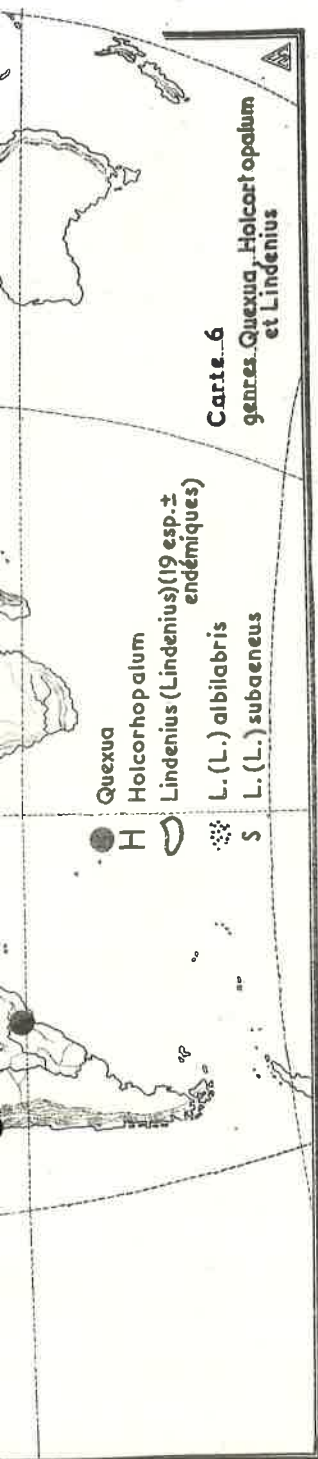 Quexua
H Holcorhopalum
Lindenius (Lindenius) (19 esp. ±
endémiques)
L. (L.) albilabris
S L. (L.) subaeneus
Carte 6
genres Quexua, Holcortopalum
et Lindenius